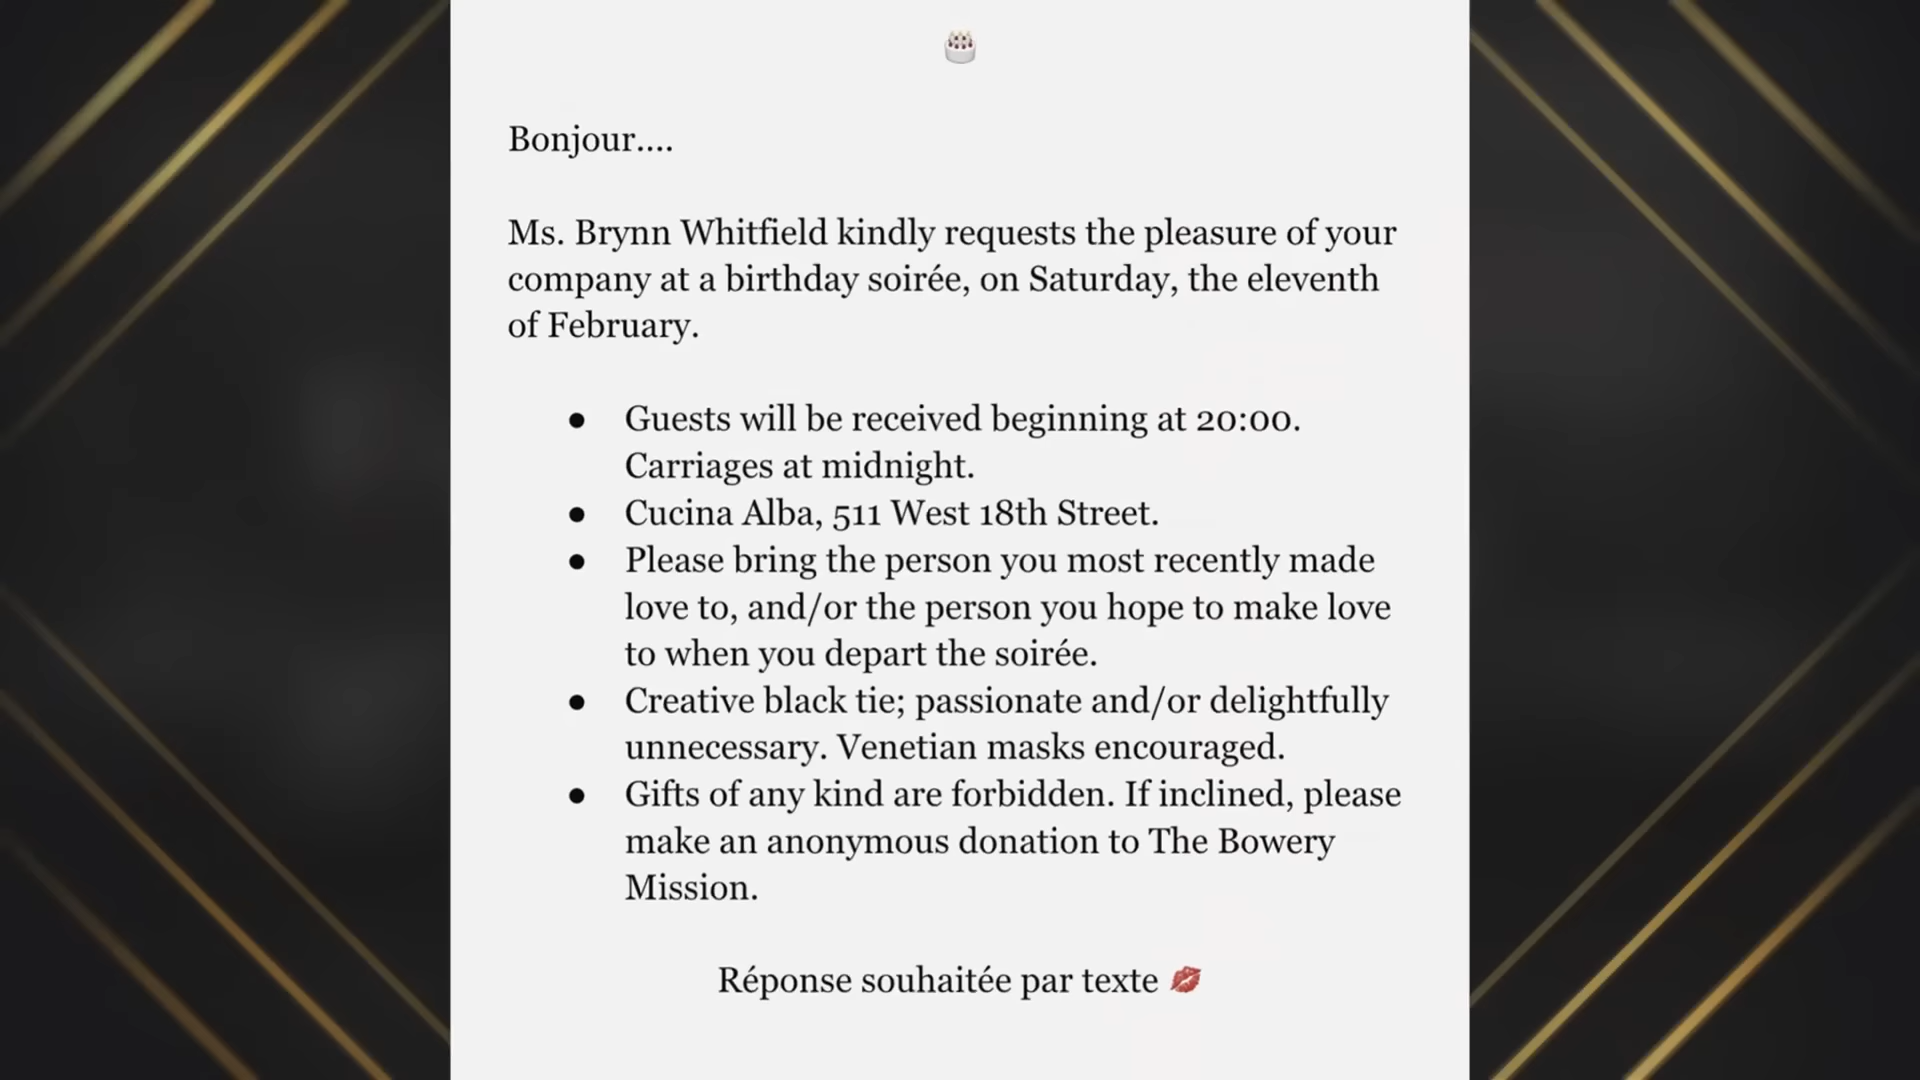 Bonjour....
Ms. Brynn Whitfield kindly requests the pleasure of your
company at a birthday soirée, on Saturday, the eleventh
of February.
● Guests will be received beginning at 20:00.
Carriages at midnight.
● Cucina Alba, 511 West 18th Street.
● Please bring the person you most recently made
love to, and/or the person you hope to make love
to when you depart the soirée.
● Creative black tie; passionate and/or delightfully
unnecessary. Venetian masks encouraged.
● Gifts of any kind are forbidden. If inclined, please
make an anonymous donation to The Bowery
Mission.
Réponse souhaitée par texte 💋